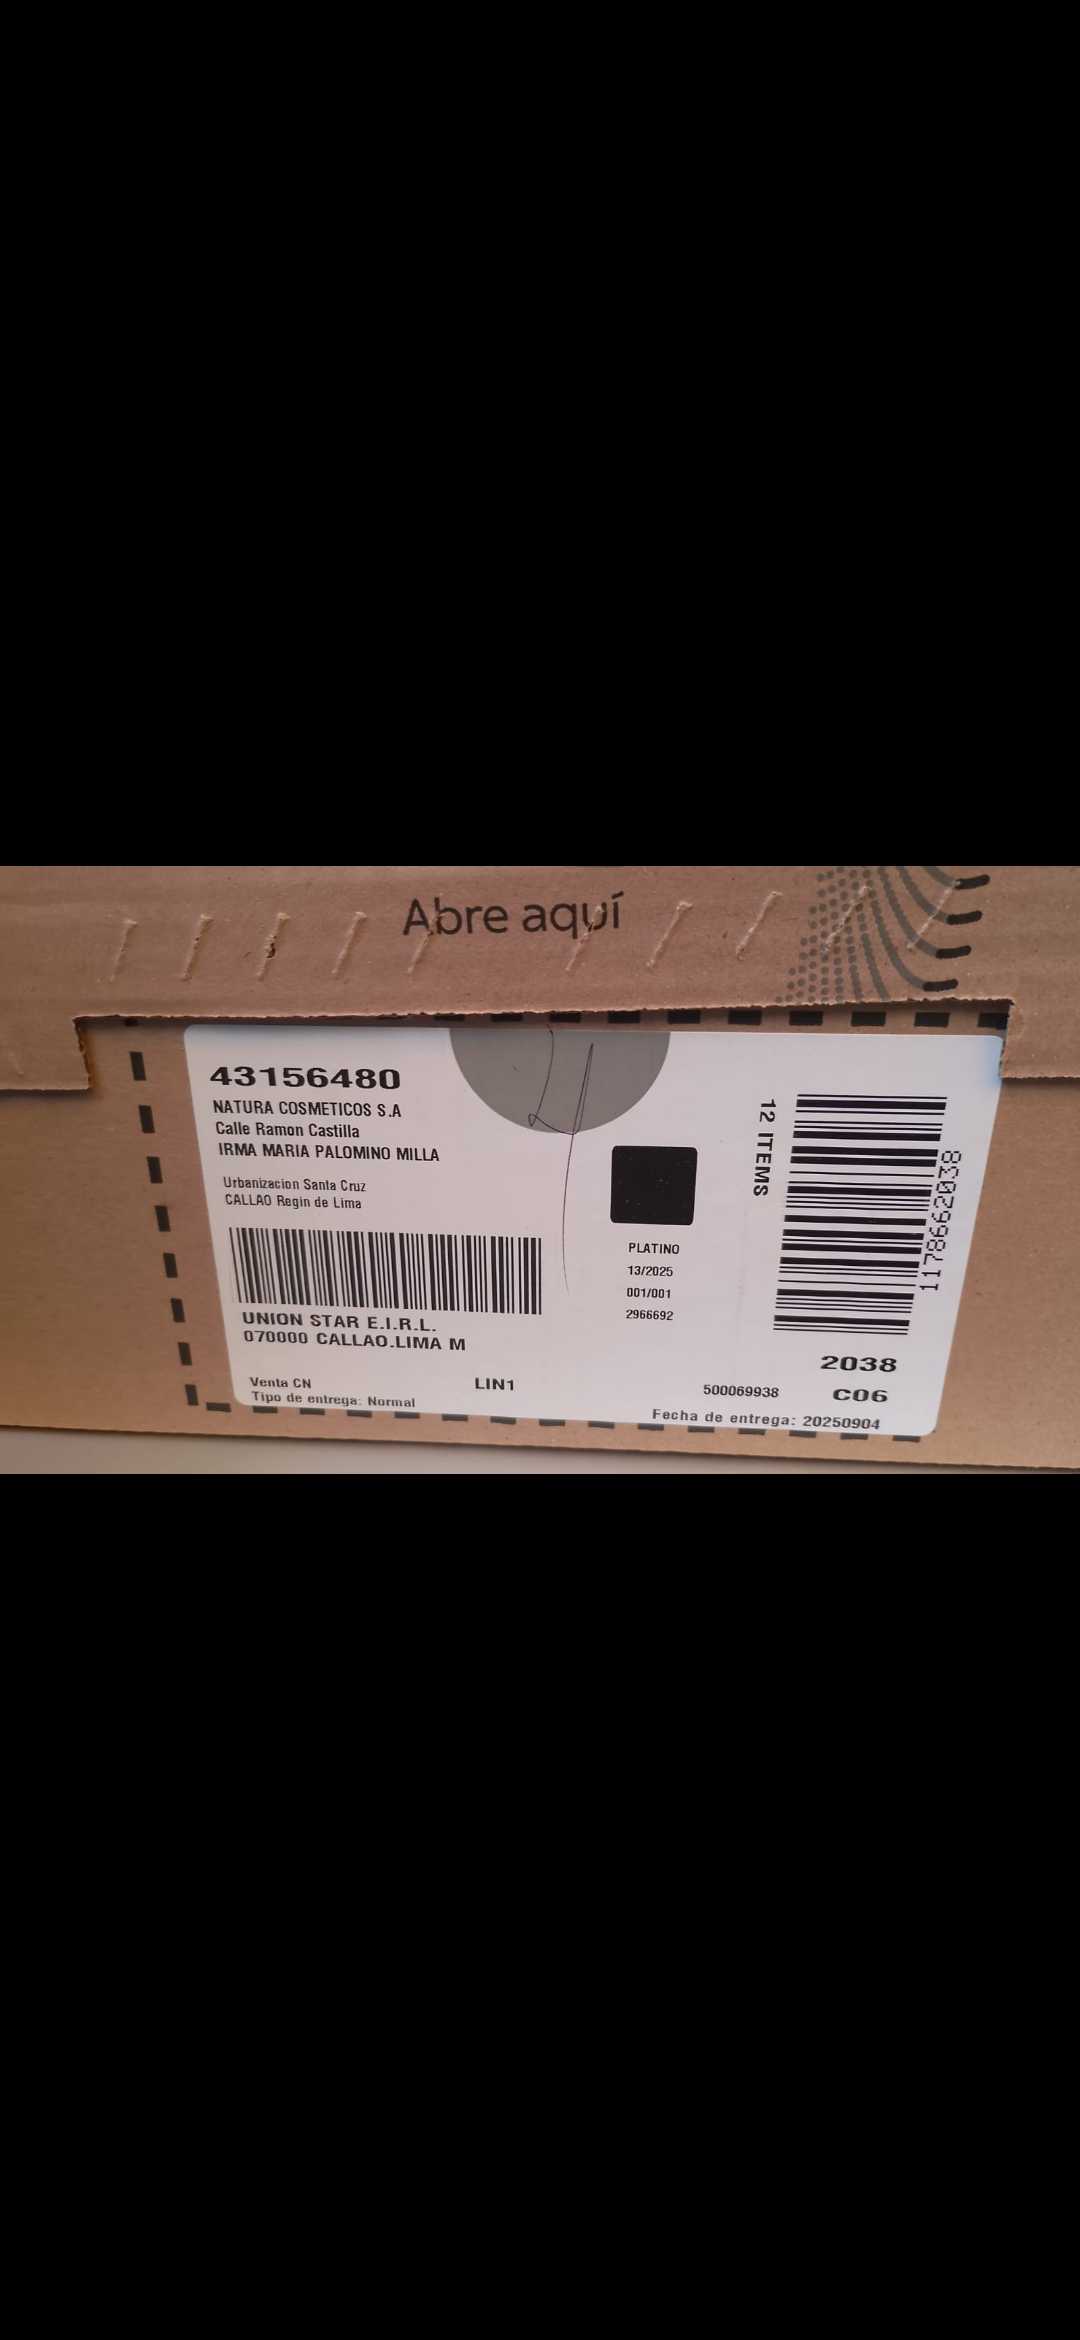 Abre aquí
43156480
NATURA COSMETICOS S.A
Calle Ramon Castilla
IRMA MARIA PALOMINO MILLA
Urbanizacion Santa Cruz
CALLAO Regin de Lima
UNION STAR E.I.R.L.
070000 CALLAO.LIMA M
Venta CN
Tipo de entrega: Normal
LIN1
PLATINO
13/2025
001/001
2966692
12 ITEMS
11786692038
2038
500069938
C06
Fecha de entrega: 20250904